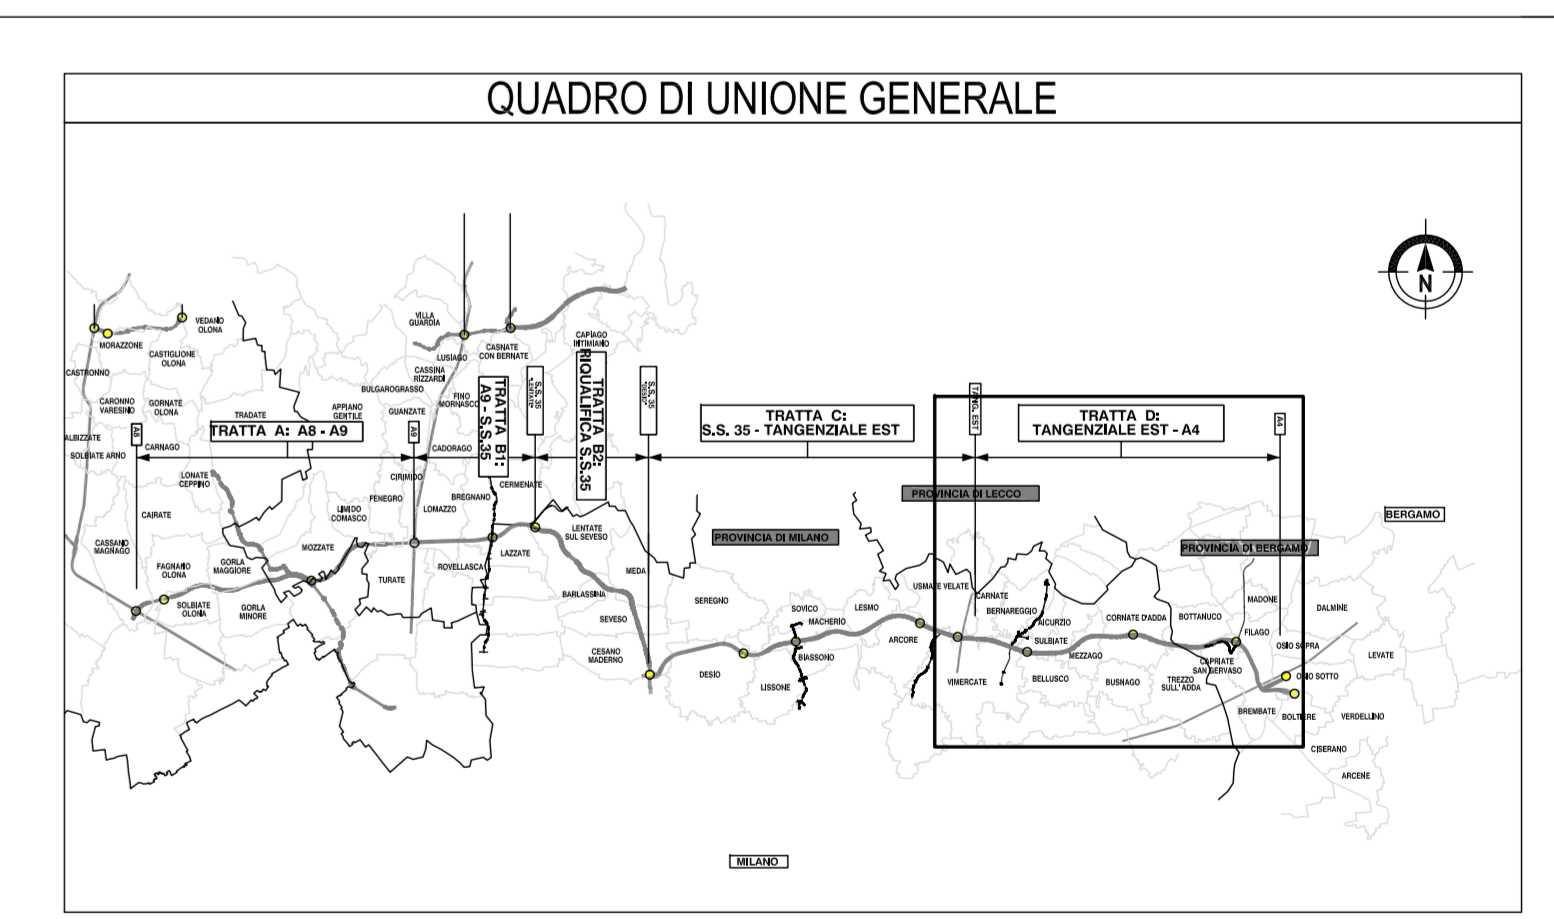 QUADRO DI UNIONE GENERALE
N
VILLA
GUARDIA
VEDANO
OLONA
MORAZZONE
CASTIGLIONE
OLONA
CASTRONNO
LUSIAGO
CASNATE
CON BERNATE
CAPIAGO
INTIMIANO
CASSINA
RIZZARDI
BULGAROGRASSO
FINO
MORNASCO
CARONNO
VARESINO
GORNATE
OLONA
TRADATE
APPIANO
GENTILE
GUANZATE
ALBIZZATE
CARNAGO
SOLBIATE ARNO
A8
TRATTA A: A8 - A9
A9
TRATTA B1:
A9 - S.S.35
S.S. 35
"LENTATE"
TRATTA B2:
RIQUALIFICA S.S.35
S.S. 35
"DESIO"
TRATTA C:
S.S. 35 - TANGENZIALE EST
TANG. EST
TRATTA D:
TANGENZIALE EST - A4
A4
CADORAGO
LONATE
CEPPINO
CIRIMIDO
CERMENATE
FENEGRO
BREGNANO
LOMAZZO
LIMIDO
COMASCO
CAIRATE
PROVINCIA DI LECCO
BERGAMO
PROVINCIA DI MILANO
PROVINCIA DI BERGAMO
LENTATE
SUL SEVESO
CASSANO
MAGNAGO
MOZZATE
LAZZATE
FAGNANO
OLONA
GORLA
MAGGIORE
ROVELLASCA
TURATE
MEDA
BARLASSINA
SEREGNO
SOVICO
MACHERIO
LESMO
USMATE VELATE
CARNATE
BERNAREGGIO
AICURZIO
SULBIATE
CORNATE D'ADDA
BOTTANUCO
MADONE
DALMINE
SOLBIATE
OLONA
GORLA
MINORE
SEVESO
FILAGO
ARCORE
OSIO SOPRA
LEVATE
CESANO
MADERNO
BIASSONO
MEZZAGO
CAPRIATE
SAN GERVASO
DESIO
LISSONE
VIMERCATE
BELLUSCO
BUSNAGO
TREZZO
SULL'ADDA
OSIO SOTTO
BREMBATE
BOLTIERE
VERDELLINO
CISERANO
ARCENE
MILANO